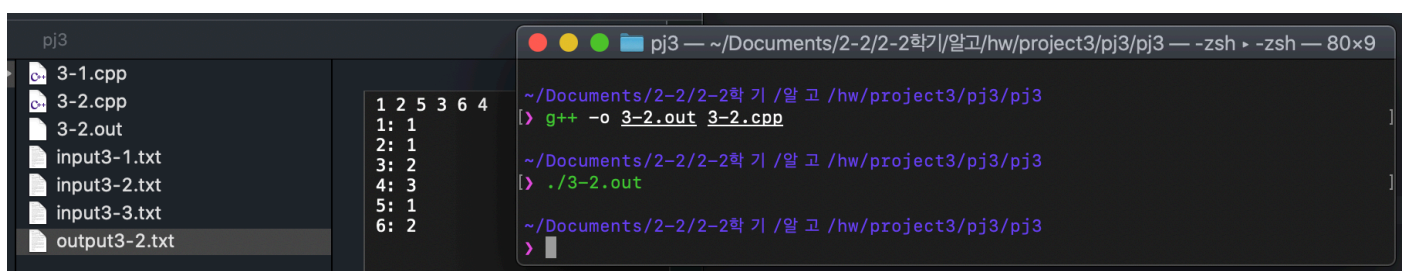 pj3
3-1.cpp
3-2.cpp
3-2.out
input3-1.txt
input3-2.txt
input3-3.txt
output3-2.txt
1 2 5 3 6 4
1: 1
2: 1
3: 2
4: 3
5: 1
6: 2
pj3 — ~/Documents/2-2/2-2학기/알고/hw/project3/pj3/pj3 — -zsh ▸ -zsh — 80×9
~/Documents/2-2/2-2학 기 /알 고 /hw/project3/pj3/pj3
[❯ g++ -o 3-2.out 3-2.cpp ]
~/Documents/2-2/2-2학 기 /알 고 /hw/project3/pj3/pj3
[❯ ./3-2.out ]
~/Documents/2-2/2-2학 기 /알 고 /hw/project3/pj3/pj3
❯